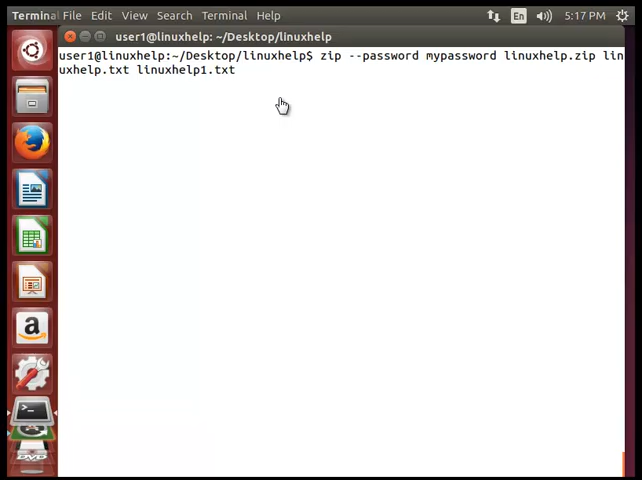 Terminal File Edit View Search Terminal Help En 5:17 PM
user1@linuxhelp: ~/Desktop/linuxhelp
user1@linuxhelp:~/Desktop/linuxhelp$ zip --password mypassword linuxhelp.zip lin
uxhelp.txt linuxhelp1.txt
a
>_
DVD